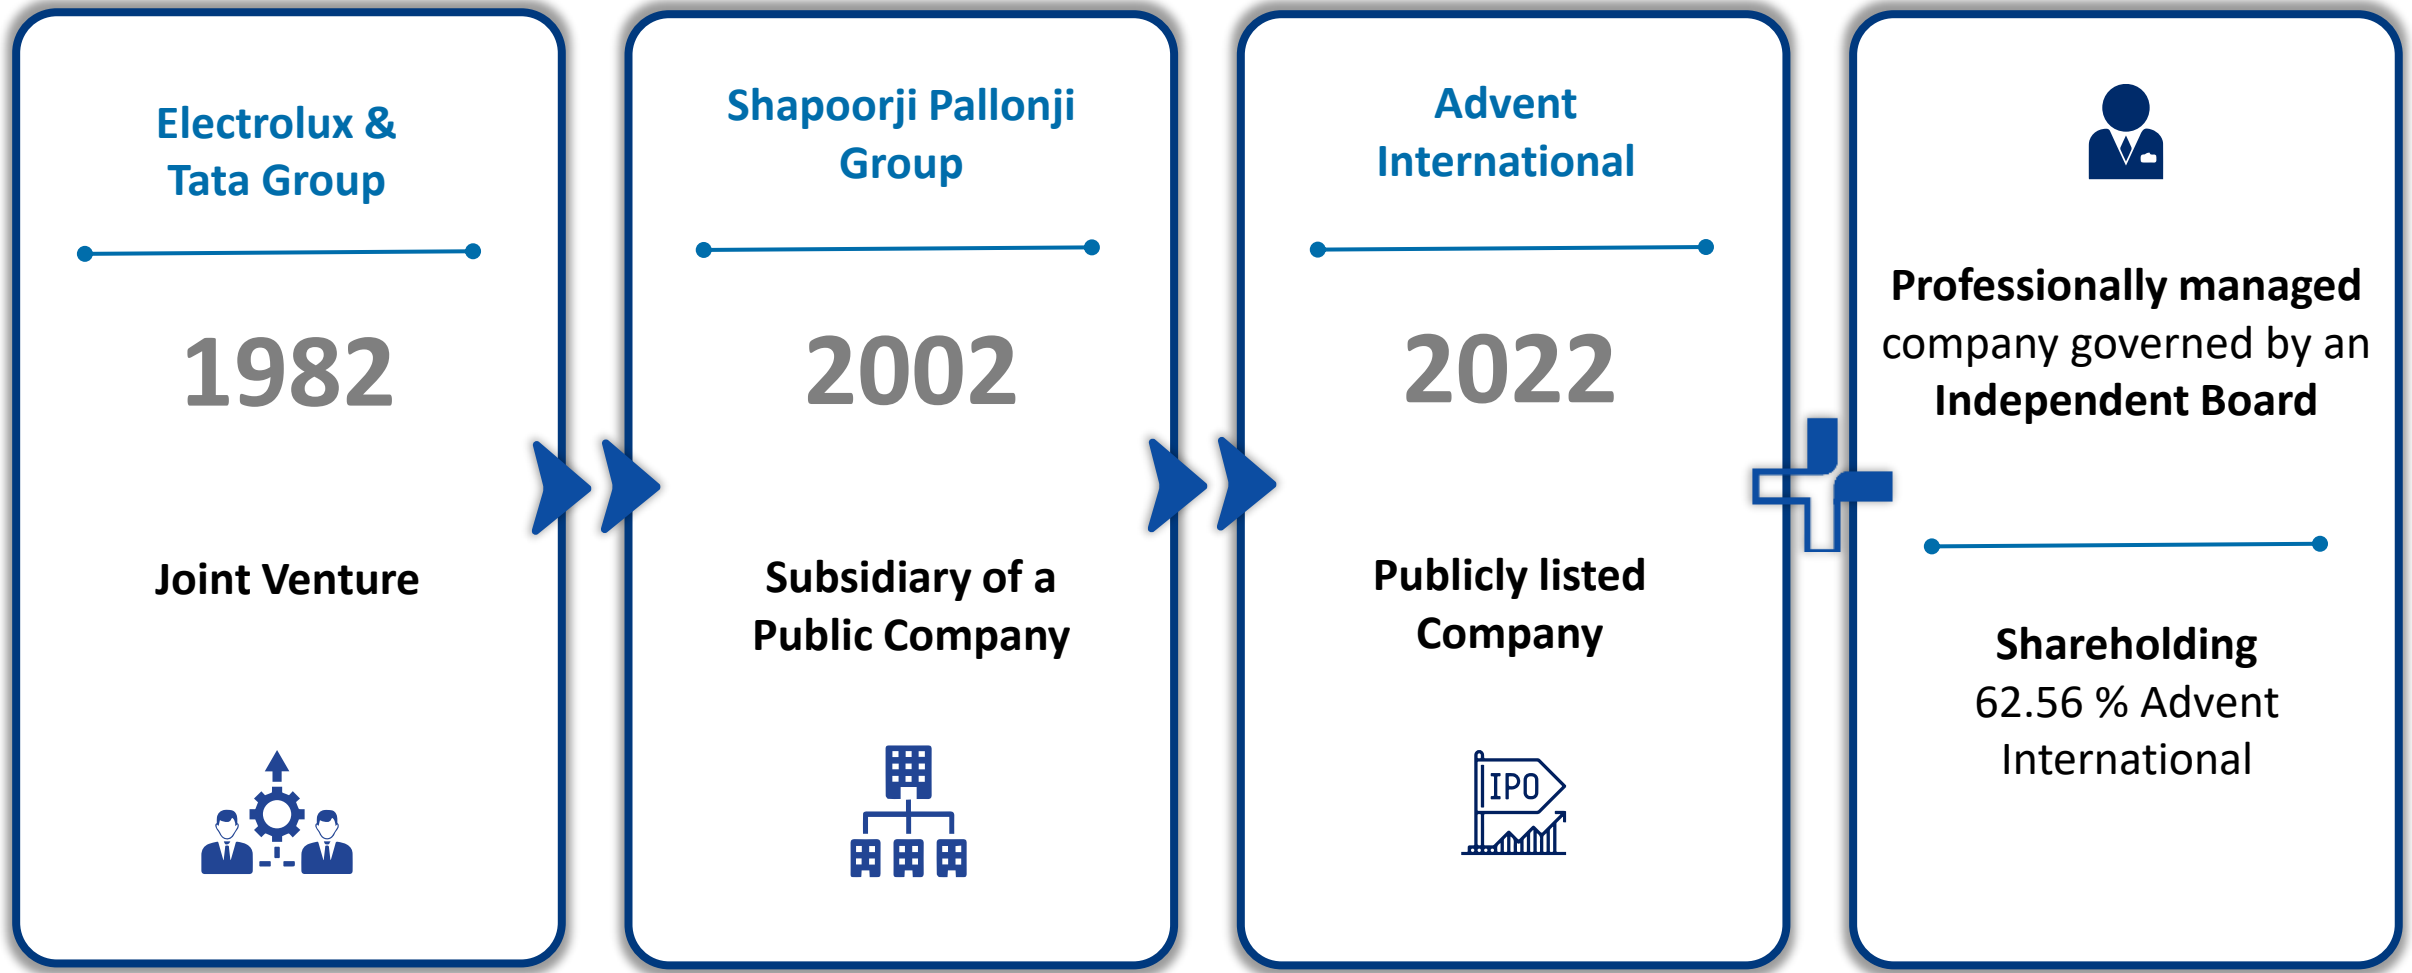 Electrolux &
Tata Group
1982
Joint Venture
Shapoorji Pallonji
Group
2002
Subsidiary of a
Public Company
Advent
International
2022
Publicly listed
Company
IPO
Professionally managed
company governed by an
Independent Board
Shareholding
62.56 % Advent
International